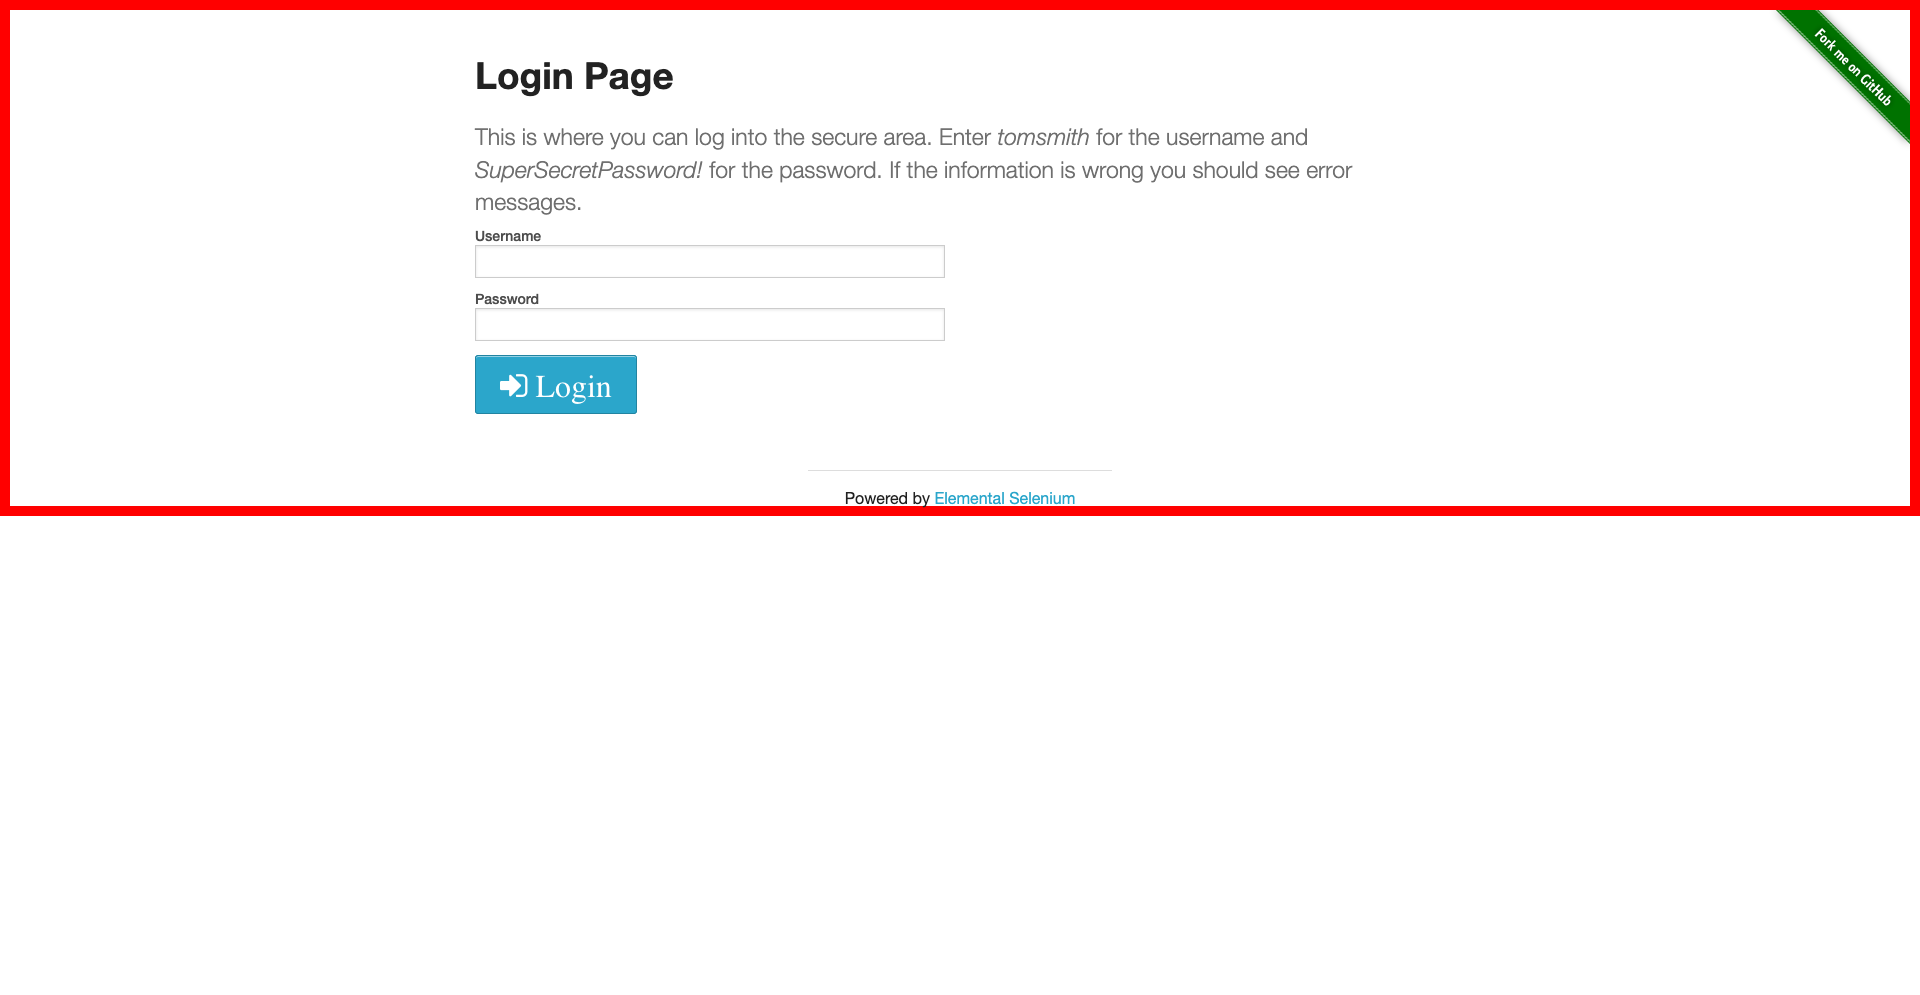 Fork me on GitHub
Login Page
This is where you can log into the secure area. Enter tomsmith for the username and
SuperSecretPassword! for the password. If the information is wrong you should see error
messages.
Username
Password
Login
Powered by Elemental Selenium